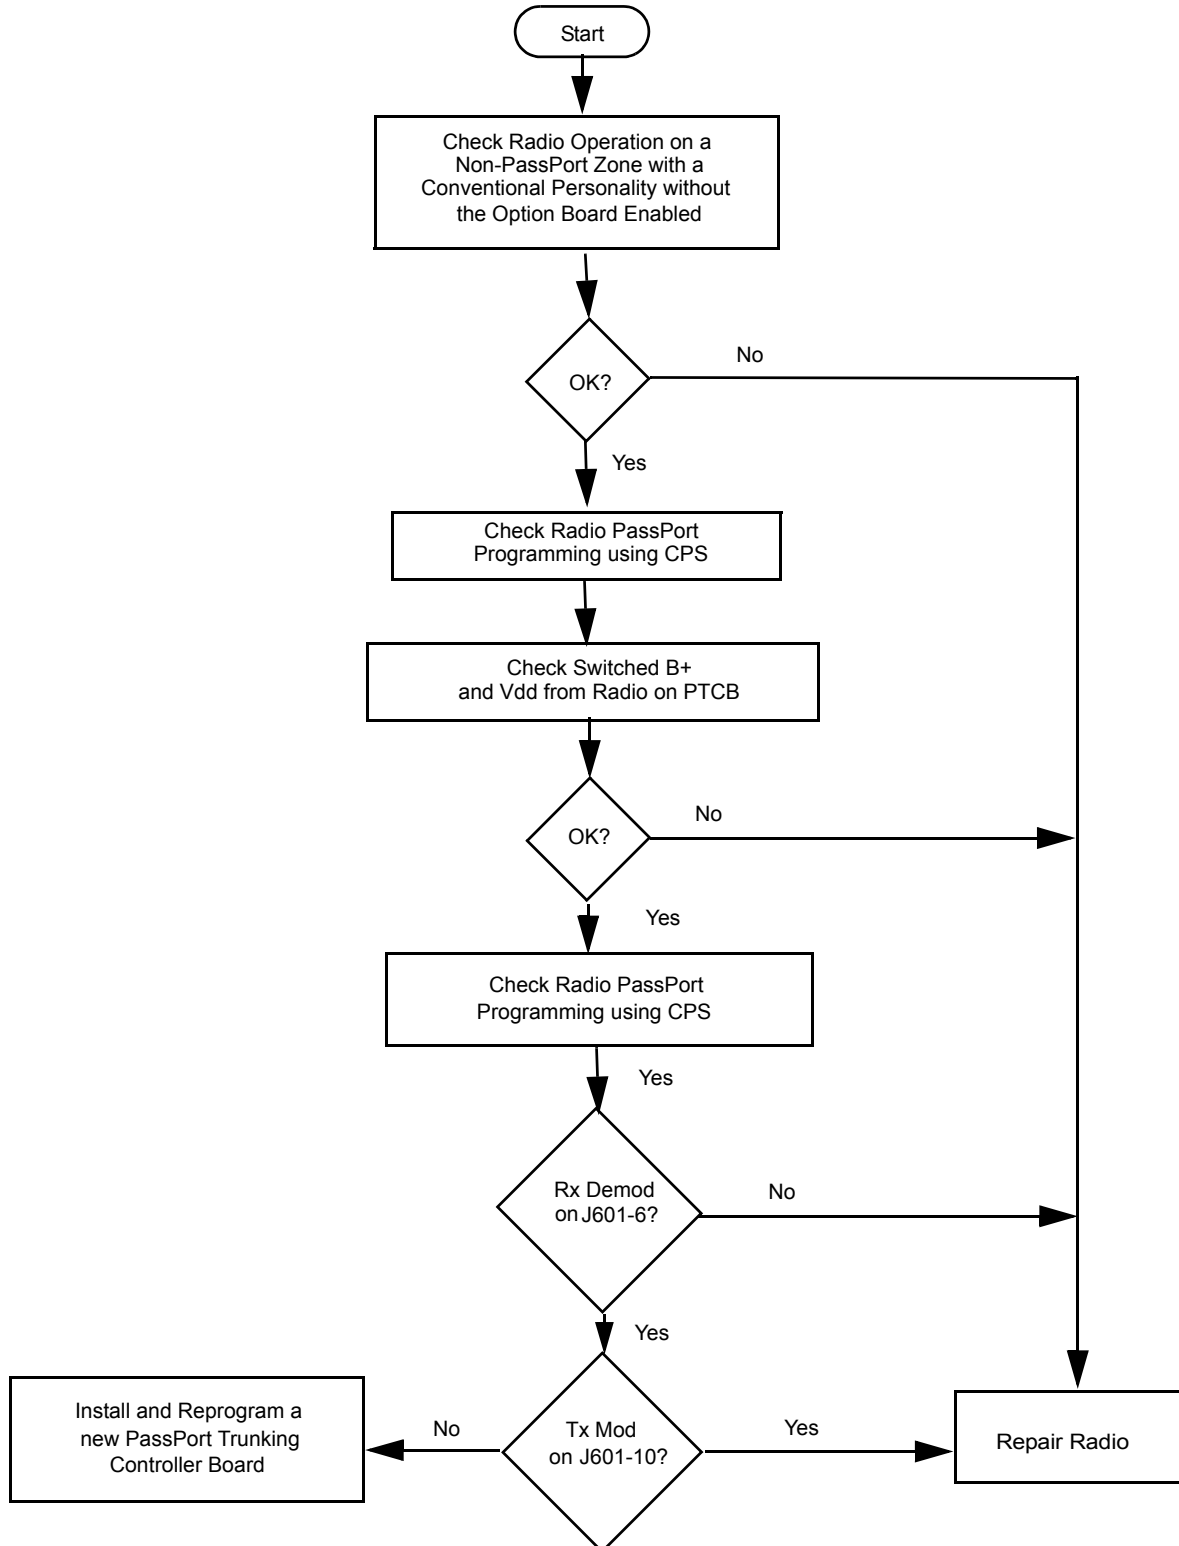 Start
Check Radio Operation on a
Non-PassPort Zone with a
Conventional Personality without
the Option Board Enabled
OK?
No
Yes
Check Radio PassPort
Programming using CPS
Check Switched B+
and Vdd from Radio on PTCB
OK?
No
Yes
Check Radio PassPort
Programming using CPS
Yes
Rx Demod
on J601-6?
No
Yes
Install and Reprogram a
new PassPort Trunking
Controller Board
No
Tx Mod
on J601-10?
Yes
Repair Radio